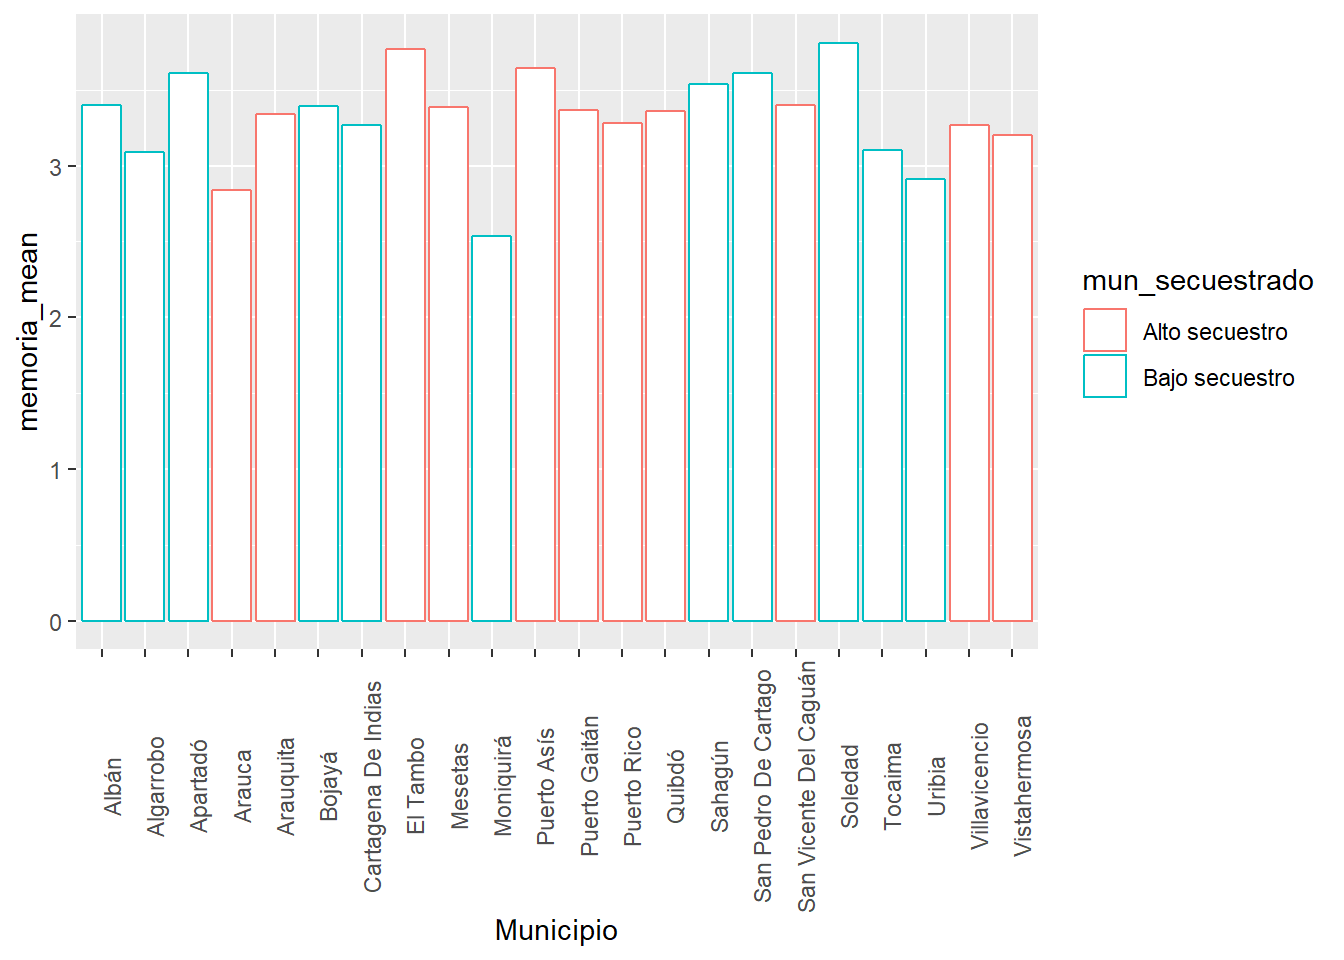 memoria_mean
3
2
1
0
Albán
Algarrobo
Apartadó
Arauca
Arauquita
Bojayá
Cartagena De Indias
El Tambo
Mesetas
Moniquirá
Puerto Asís
Puerto Gaitán
Puerto Rico
Quibdó
Sahagún
San Pedro De Cartago
San Vicente Del Caguán
Soledad
Tocaima
Uribia
Villavicencio
Vistahermosa
Municipio
mun_secuestrado
Alto secuestro
Bajo secuestro